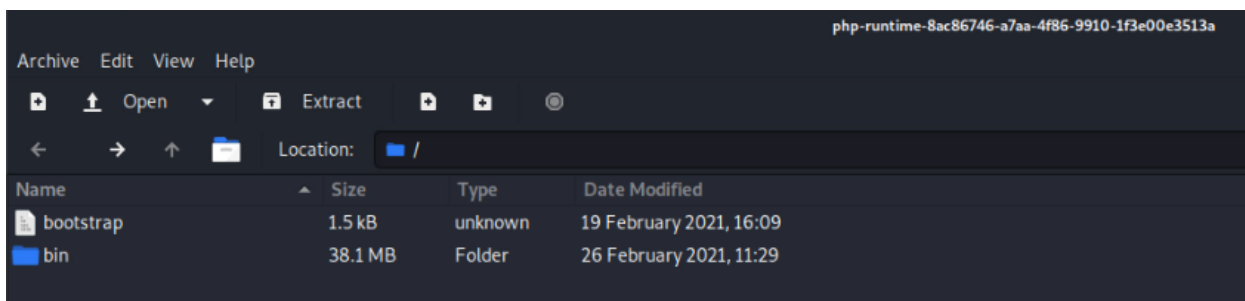 php-runtime-8ac86746-a7aa-4f86-9910-1f3e00e3513a
Archive Edit View Help
Open Extract
Location: /
Name Size Type Date Modified
bootstrap 1.5 kB unknown 19 February 2021, 16:09
bin 38.1 MB Folder 26 February 2021, 11:29